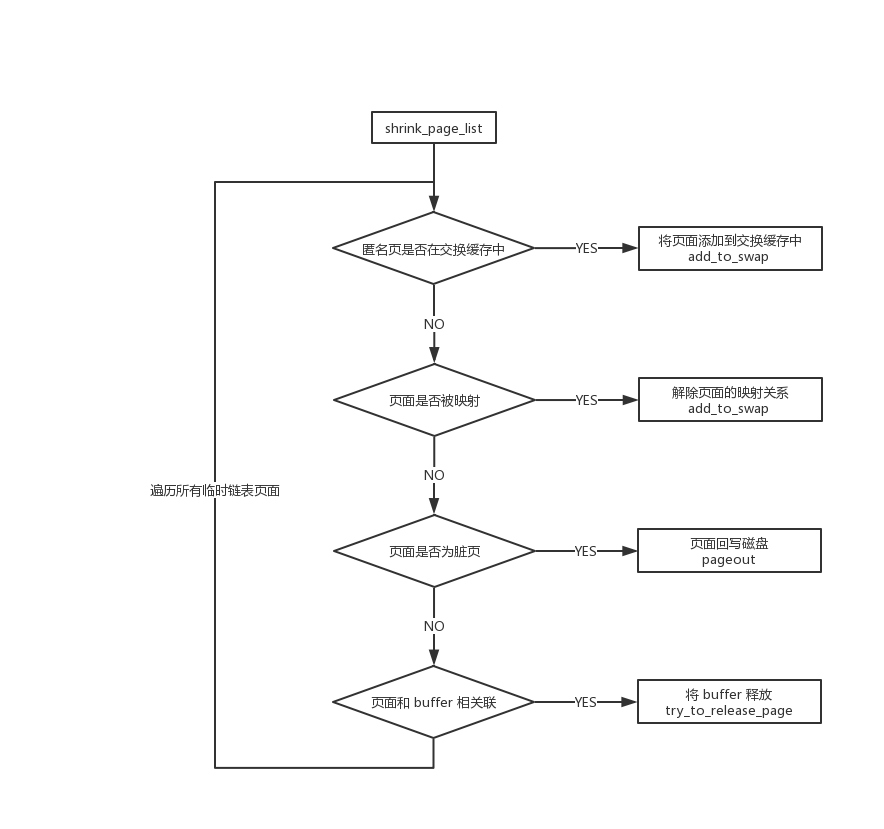 shrink_page_list
匿名页是否在交换缓存中
YES
将页面添加到交换缓存中
add_to_swap
NO
页面是否被映射
YES
解除页面的映射关系
add_to_swap
NO
遍历所有临时链表页面
页面是否为脏页
YES
页面回写磁盘
pageout
NO
页面和 buffer 相关联
YES
将 buffer 释放
try_to_release_page